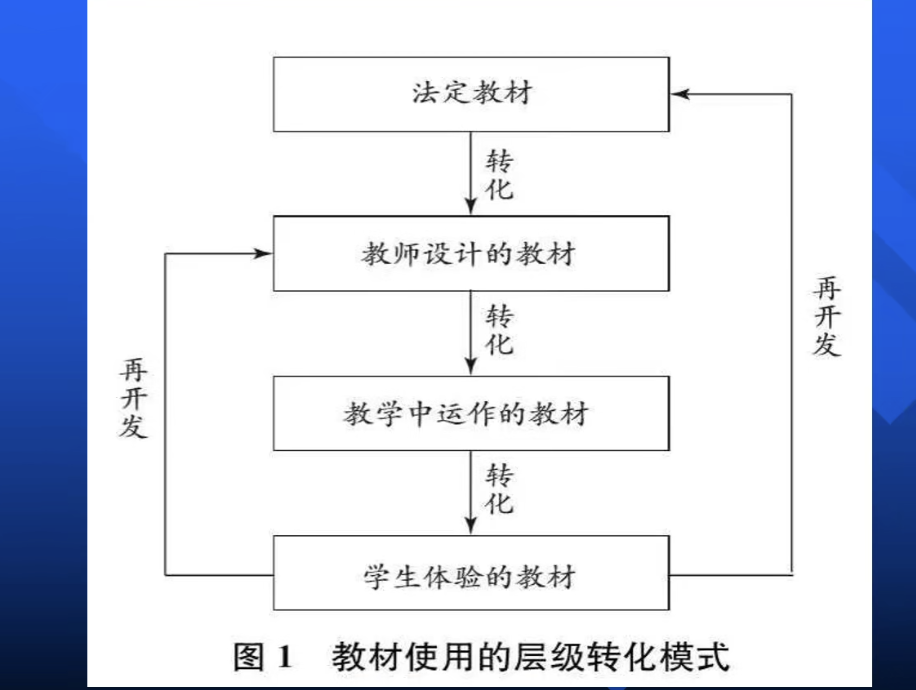 法定教材
转化
教师设计的教材
转化
再开发
再开发
教学中运作的教材
转化
学生体验的教材
图 1 教材使用的层级转化模式